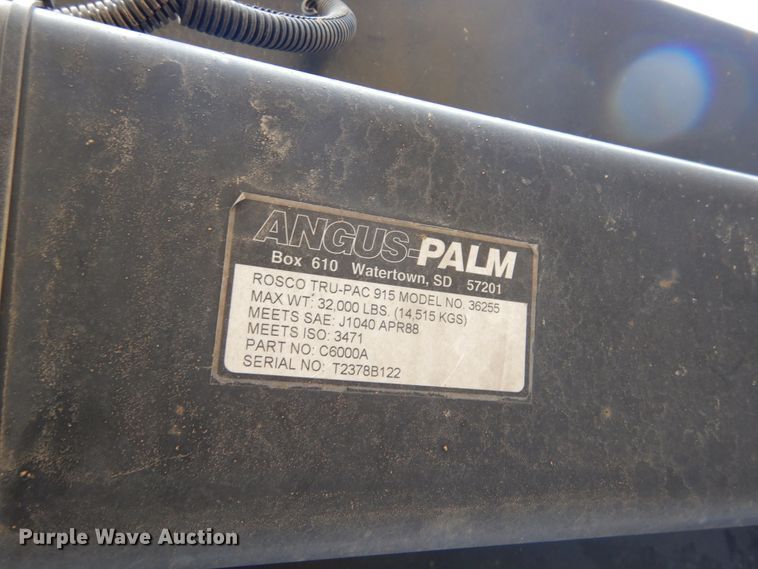 ANGUS-PALM
Box 610 Watertown, SD 57201
ROSCO TRU-PAC 915 MODEL NO. 36255
MAX WT: 32,000 LBS. (14,515 KGS)
MEETS SAE: J1040 APR88
MEETS ISO: 3471
PART NO: C6000A
SERIAL NO: T2378B122
Purple Wave Auction